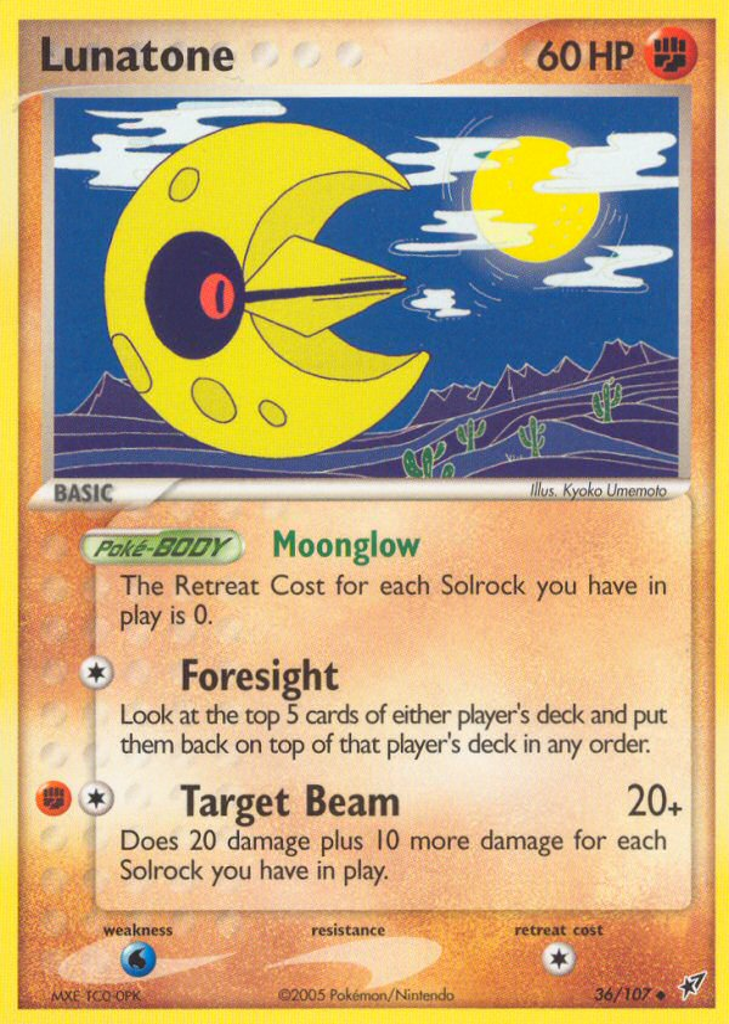 Lunatone 60 HP
BASIC
Illus. Kyoko Umemoto
Poké-BODY Moonglow
The Retreat Cost for each Solrock you have in
play is 0.
Foresight
Look at the top 5 cards of either player's deck and put
them back on top of that player's deck in any order.
Target Beam 20+
Does 20 damage plus 10 more damage for each
Solrock you have in play.
weakness resistance retreat cost
MXE-TC0-0PK ©2005 Pokémon/Nintendo 36/107